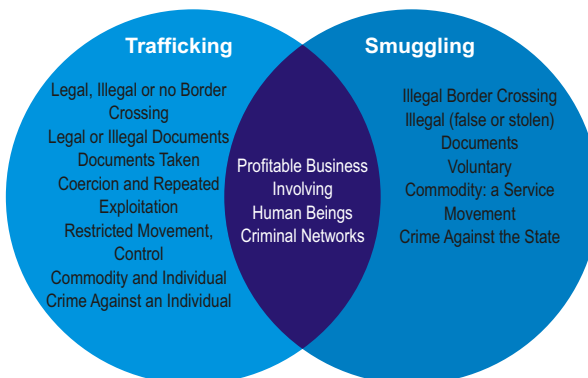 Trafficking
Legal, Illegal or no Border
Crossing
Legal or Illegal Documents
Documents Taken
Coercion and Repeated
Exploitation
Restricted Movement,
Control
Commodity and Individual
Crime Against an Individual
Profitable Business
Involving
Human Beings
Criminal Networks
Smuggling
Illegal Border Crossing
Illegal (false or stolen)
Documents
Voluntary
Commodity: a Service
Movement
Crime Against the State